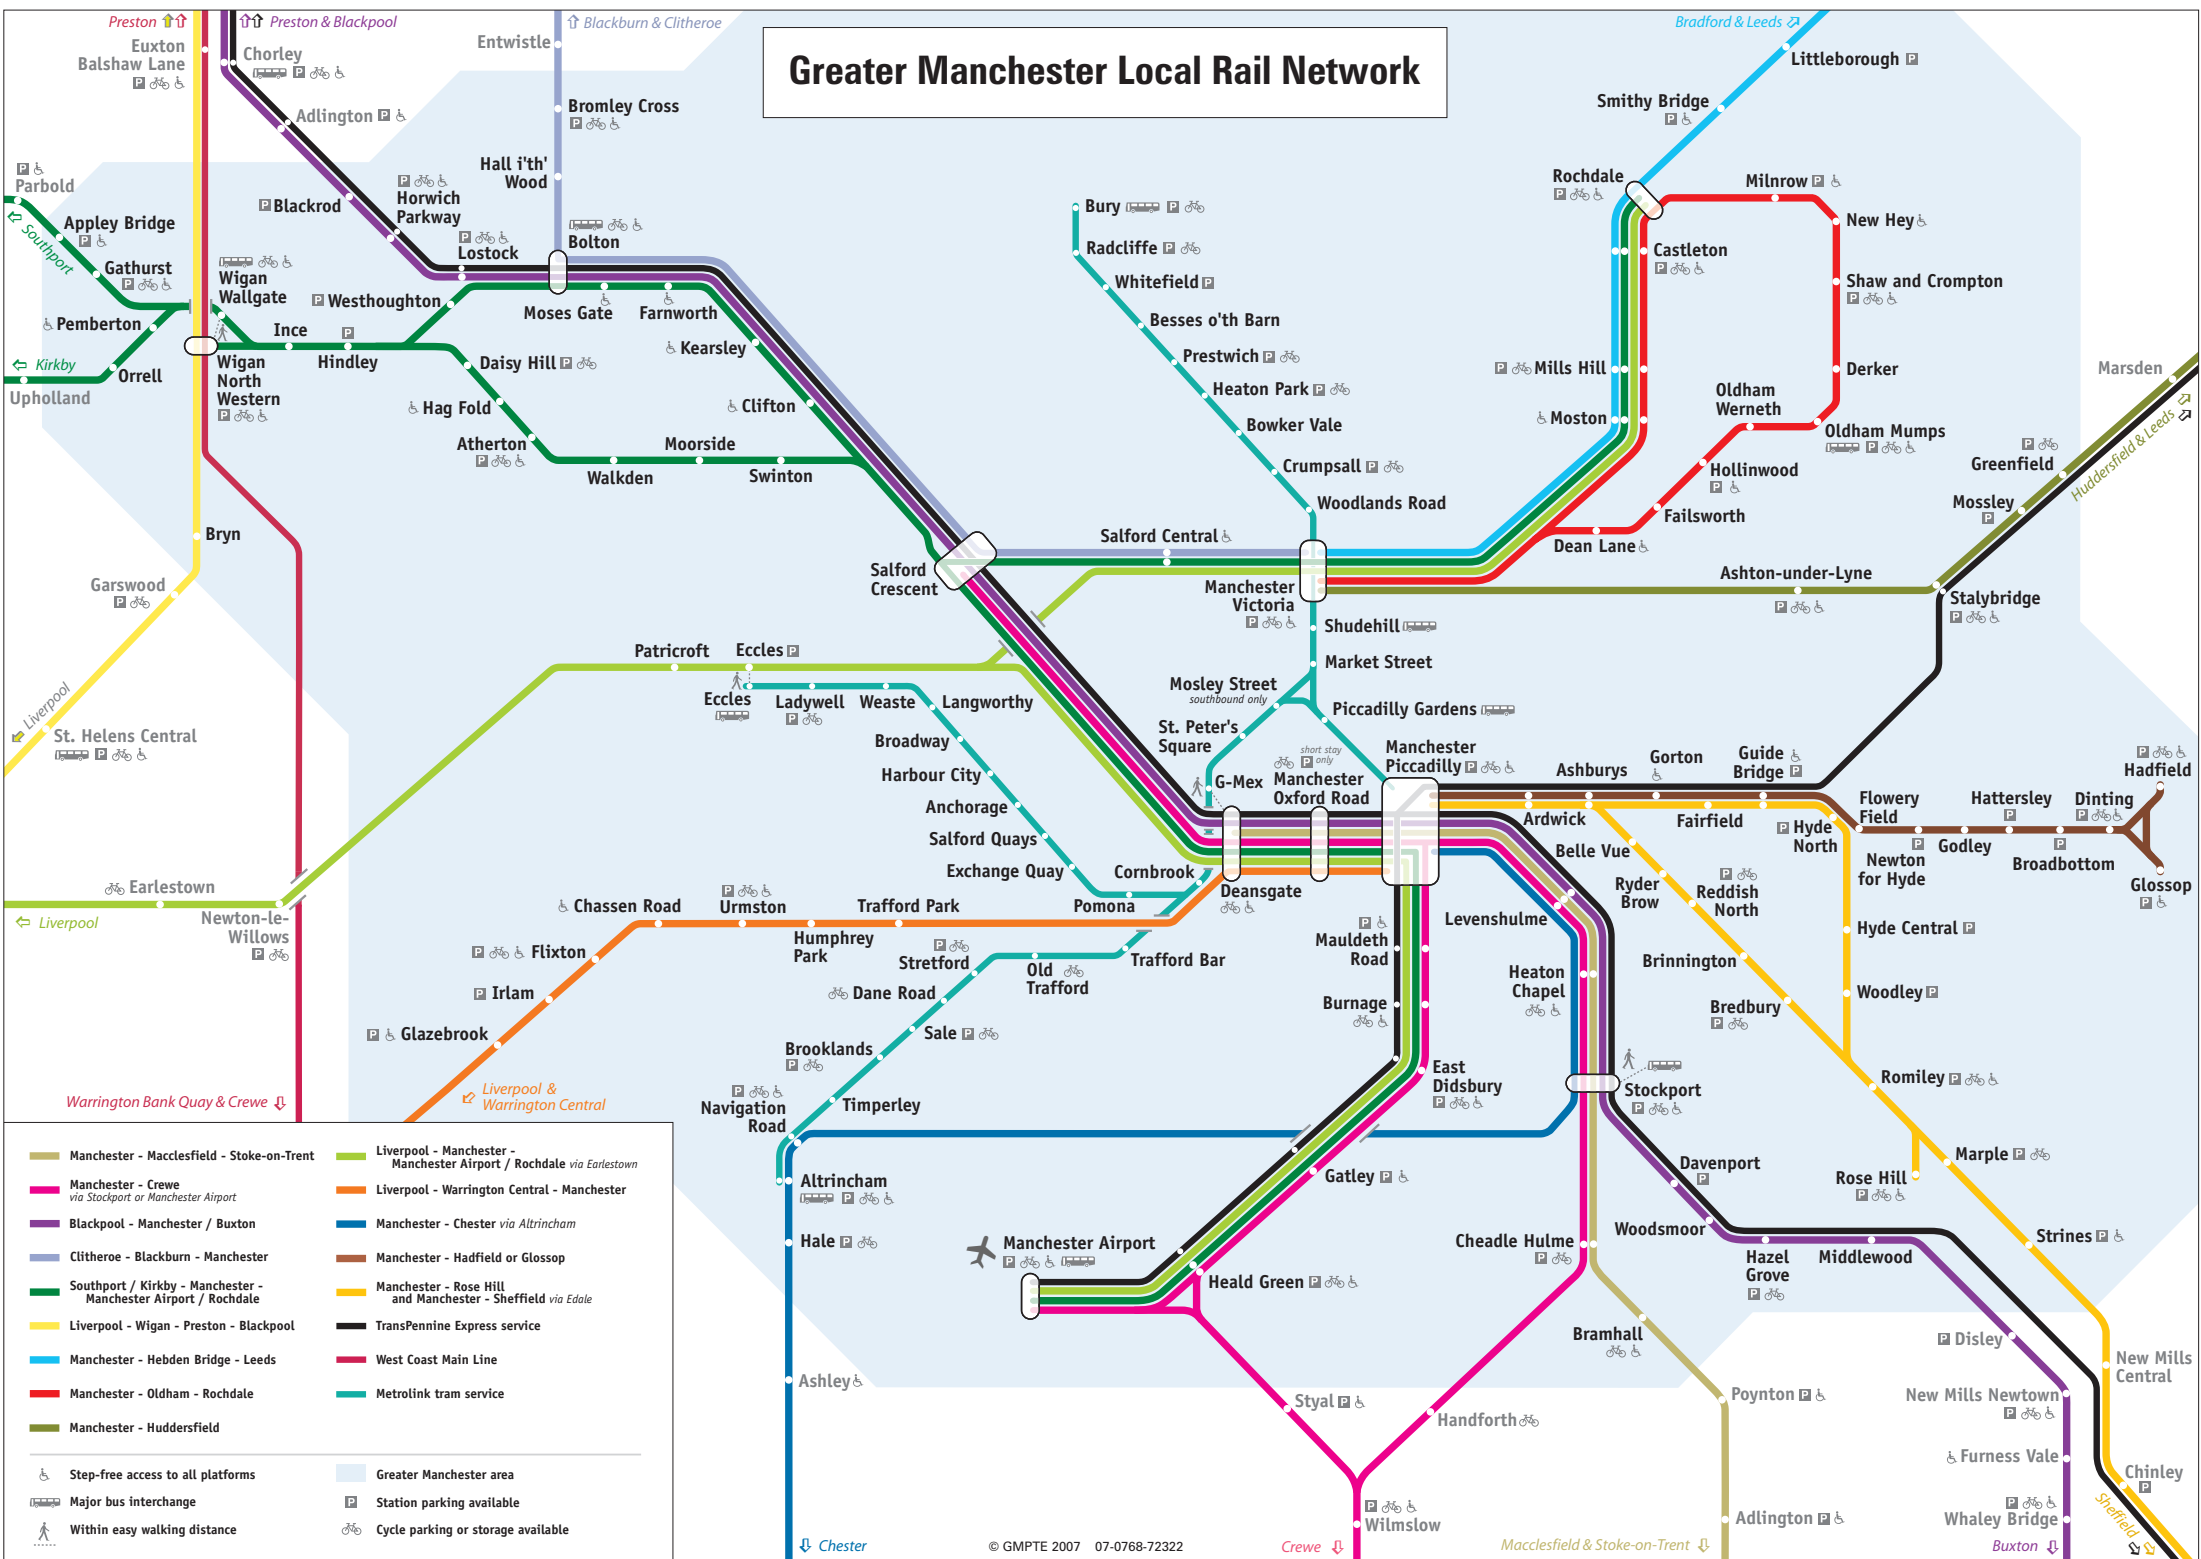 Greater Manchester Local Rail Network
Preston
Preston & Blackpool
Blackburn & Clitheroe
Bradford & Leeds
Euxton
Balshaw Lane
P
Chorley
P
Entwistle
Littleborough P
Adlington P
Bromley Cross
P
Smithy Bridge
P
Hall i'th'
Wood
P
Parbold
P Blackrod
P
Horwich
Parkway
Rochdale
P
Milnrow P
Appley Bridge
P
Southport
Gathurst
P
Wigan
Wallgate
P
Lostock
Bolton
Bury P
Radcliffe P
Whitefield P
Besses o'th Barn
Prestwich P
Heaton Park P
Bowker Vale
Crumpsall P
Woodlands Road
Castleton
P
New Hey
Shaw and Crompton
P
Derker
Pemberton
Kirkby
Upholland
Orrell
Wigan
North
Western
P
Ince
P
Hindley
P Westhoughton
Moses Gate
Farnworth
Kearsley
Daisy Hill P
Hag Fold
Clifton
Atherton
P
Walkden
Moorside
Swinton
P Mills Hill
Moston
Oldham
Werneth
Oldham Mumps
P
Hollinwood
P
Failsworth
Dean Lane
Marsden
Huddersfield & Leeds
P
Greenfield
Mossley
P
Bryn
Garswood
P
Liverpool
St. Helens Central
P
Salford
Crescent
Salford Central
Manchester
Victoria
P
Ashton-under-Lyne
P
Stalybridge
P
Shudehill
Market Street
Mosley Street
southbound only
Piccadilly Gardens
St. Peter's
Square
G-Mex
short stay
P only
Manchester
Oxford Road
Manchester
Piccadilly P
Patricroft
Eccles P
Eccles
Ladywell
P
Weaste
Langworthy
Broadway
Harbour City
Anchorage
Salford Quays
Exchange Quay
Pomona
Cornbrook
Deansgate
Ashburys
Gorton
Guide
Bridge P
Ardwick
Fairfield
P Hyde
North
Flowery
Field
P
Newton
for Hyde
Godley
Hattersley
P
P
Broadbottom
Dinting
P
P
Hadfield
Glossop
P
Earlestown
Liverpool
Newton-le-
Willows
P
Chassen Road
P
Urmston
Humphrey
Park
Trafford Park
P Flixton
P Irlam
P Glazebrook
Liverpool &
Warrington Central
P
Stretford
Old
Trafford
Trafford Bar
Dane Road
Sale P
Brooklands
P
Timperley
P
Navigation
Road
Altrincham
P
Hale P
Ashley
Chester
P
Mauldeth
Road
Burnage
East
Didsbury
P
Gatley P
Heald Green P
Manchester Airport
P
Styal P
P
Wilmslow
Crewe
Handforth
Levenshulme
Heaton
Chapel
Stockport
P
Cheadle Hulme
P
Bramhall
Poynton P
Adlington P
Macclesfield & Stoke-on-Trent
Belle Vue
Ryder
Brow
P
Reddish
North
Brinnington
Bredbury
P
Hyde Central P
Woodley P
Romiley P
Marple P
Rose Hill
P
Strines P
New Mills
Central
Chinley
P
Sheffield
Davenport
P
Woodsmoor
Hazel
Grove
P
Middlewood
P Disley
New Mills Newtown
P
Furness Vale
P
Whaley Bridge
Buxton
Warrington Bank Quay & Crewe
Manchester - Macclesfield - Stoke-on-Trent
Manchester - Crewe
via Stockport or Manchester Airport
Blackpool - Manchester / Buxton
Clitheroe - Blackburn - Manchester
Southport / Kirkby - Manchester -
Manchester Airport / Rochdale
Liverpool - Wigan - Preston - Blackpool
Manchester - Hebden Bridge - Leeds
Manchester - Oldham - Rochdale
Manchester - Huddersfield
Liverpool - Manchester -
Manchester Airport / Rochdale via Earlestown
Liverpool - Warrington Central - Manchester
Manchester - Chester via Altrincham
Manchester - Hadfield or Glossop
Manchester - Rose Hill
and Manchester - Sheffield via Edale
TransPennine Express service
West Coast Main Line
Metrolink tram service
Step-free access to all platforms
Major bus interchange
Within easy walking distance
Greater Manchester area
P Station parking available
Cycle parking or storage available
© GMPTE 2007 07-0768-72322